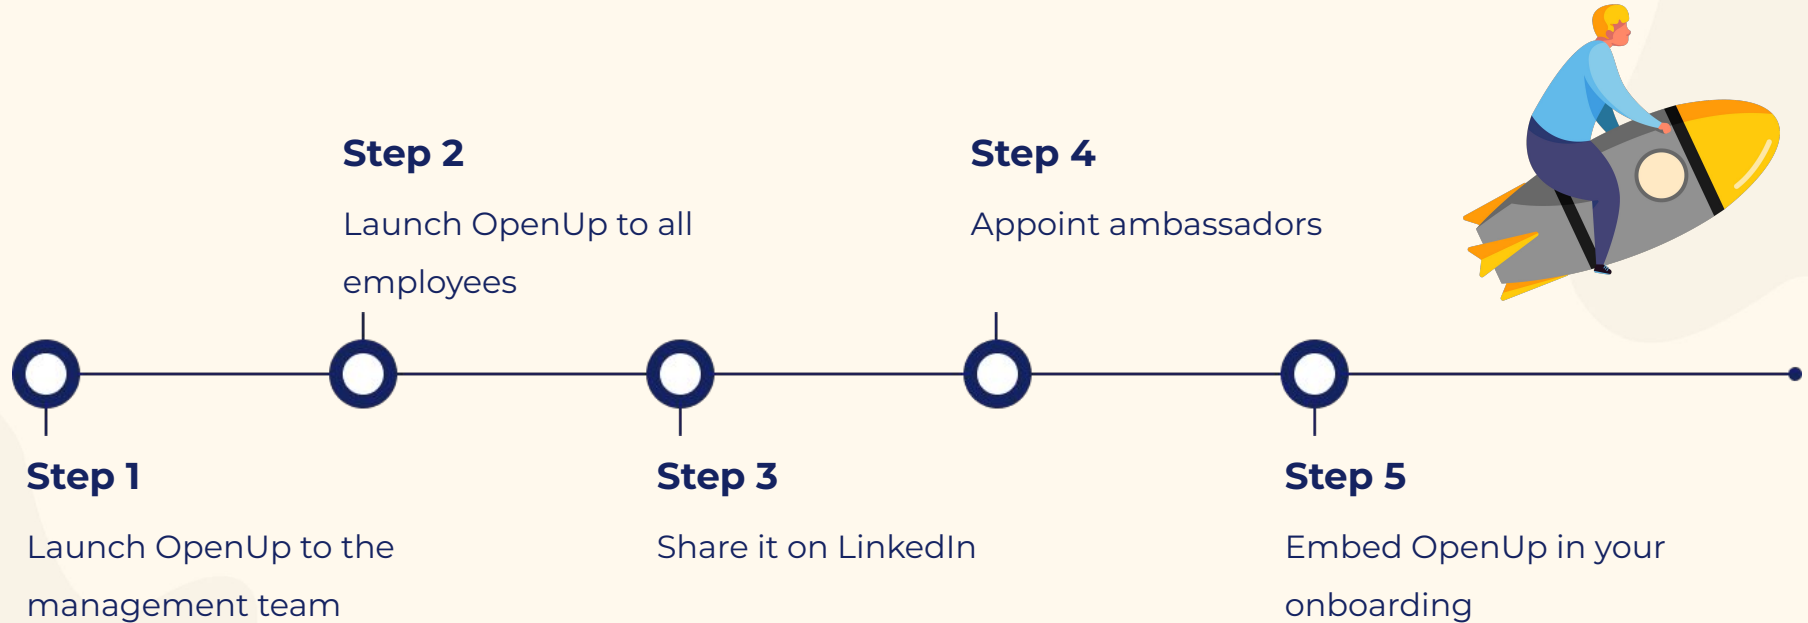 Step 1
Launch OpenUp to the
management team
Step 2
Launch OpenUp to all
employees
Step 3
Share it on LinkedIn
Step 4
Appoint ambassadors
Step 5
Embed OpenUp in your
onboarding